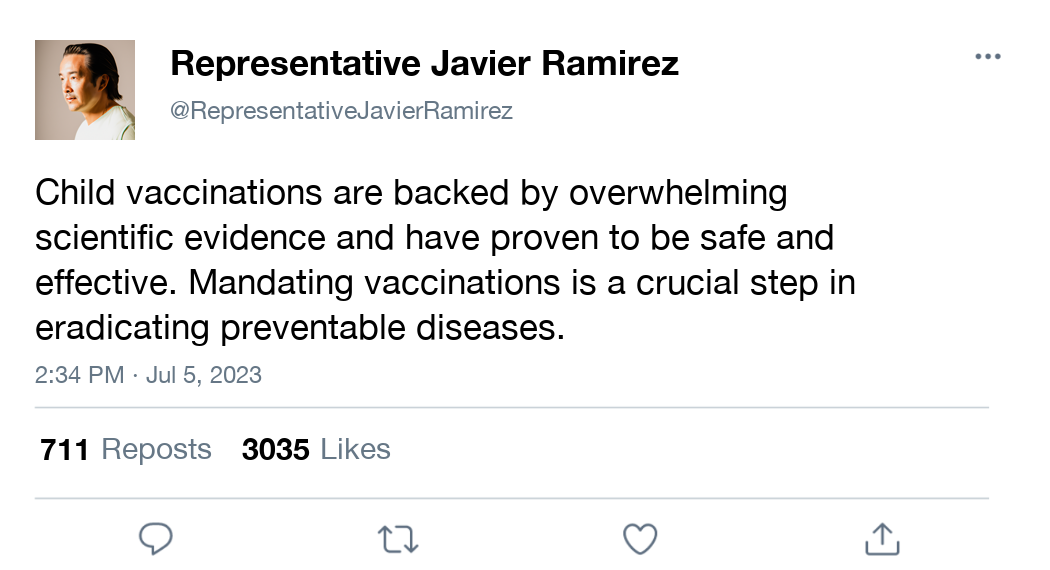 Representative Javier Ramirez
@RepresentativeJavierRamirez
Child vaccinations are backed by overwhelming
scientific evidence and have proven to be safe and
effective. Mandating vaccinations is a crucial step in
eradicating preventable diseases.
2:34 PM · Jul 5, 2023
711 Reposts 3035 Likes